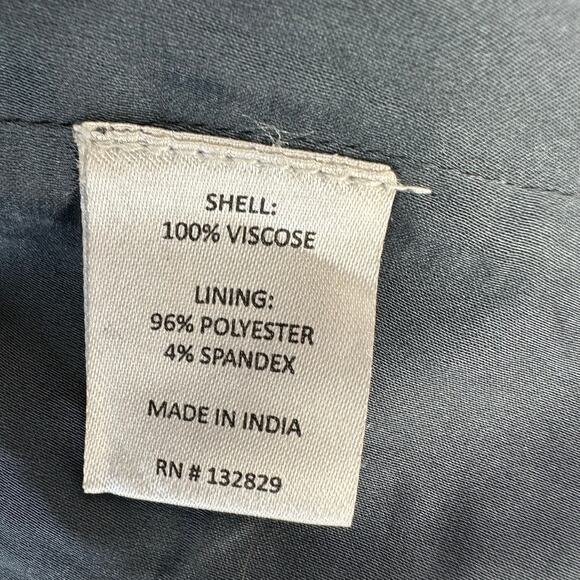 SHELL:
100% VISCOSE
LINING:
96% POLYESTER
4% SPANDEX
MADE IN INDIA
RN # 132829